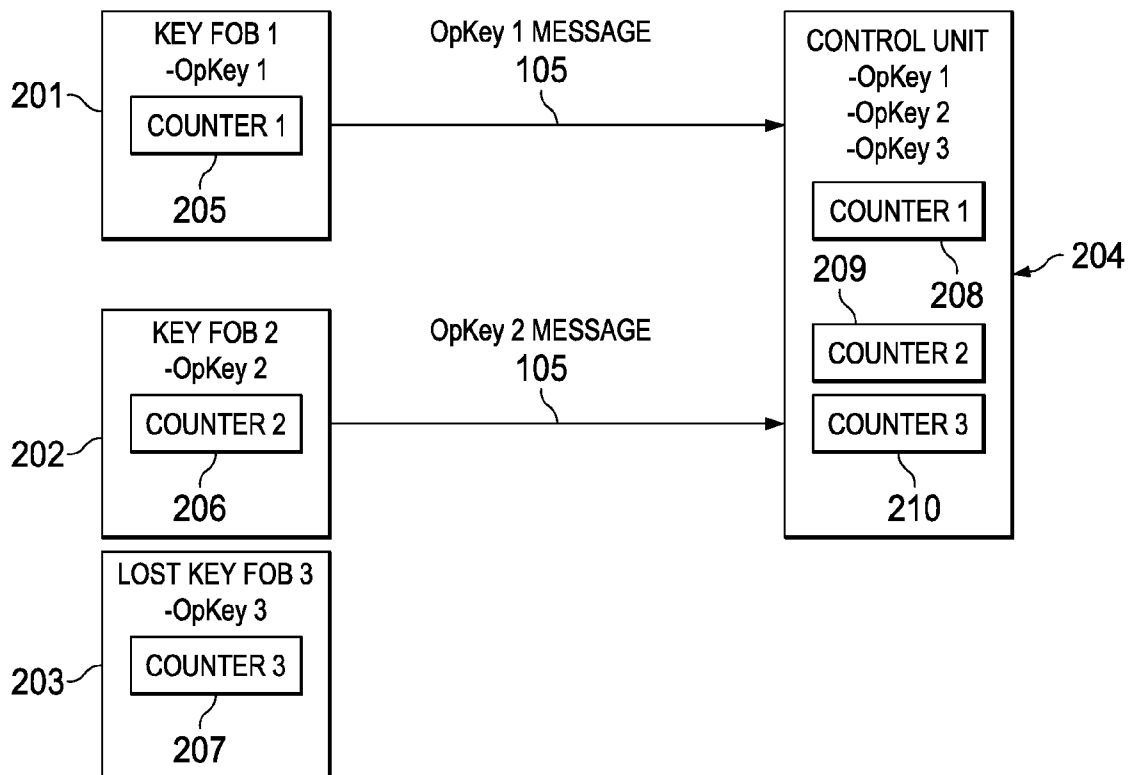 KEY FOB 1
-OpKey 1
COUNTER 1
205
201
OpKey 1 MESSAGE
105
CONTROL UNIT
-OpKey 1
-OpKey 2
-OpKey 3
COUNTER 1
208
209
COUNTER 2
COUNTER 3
210
204
KEY FOB 2
-OpKey 2
COUNTER 2
206
202
OpKey 2 MESSAGE
105
LOST KEY FOB 3
-OpKey 3
COUNTER 3
207
203